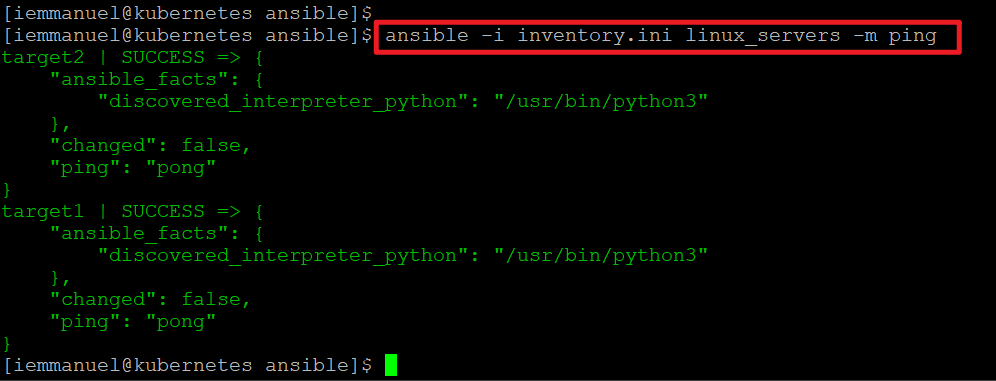 [iemmanuel@kubernetes ansible]$
[iemmanuel@kubernetes ansible]$ ansible -i inventory.ini linux_servers -m ping
target2 | SUCCESS => {
    "ansible_facts": {
        "discovered_interpreter_python": "/usr/bin/python3"
    },
    "changed": false,
    "ping": "pong"
}
target1 | SUCCESS => {
    "ansible_facts": {
        "discovered_interpreter_python": "/usr/bin/python3"
    },
    "changed": false,
    "ping": "pong"
}
[iemmanuel@kubernetes ansible]$